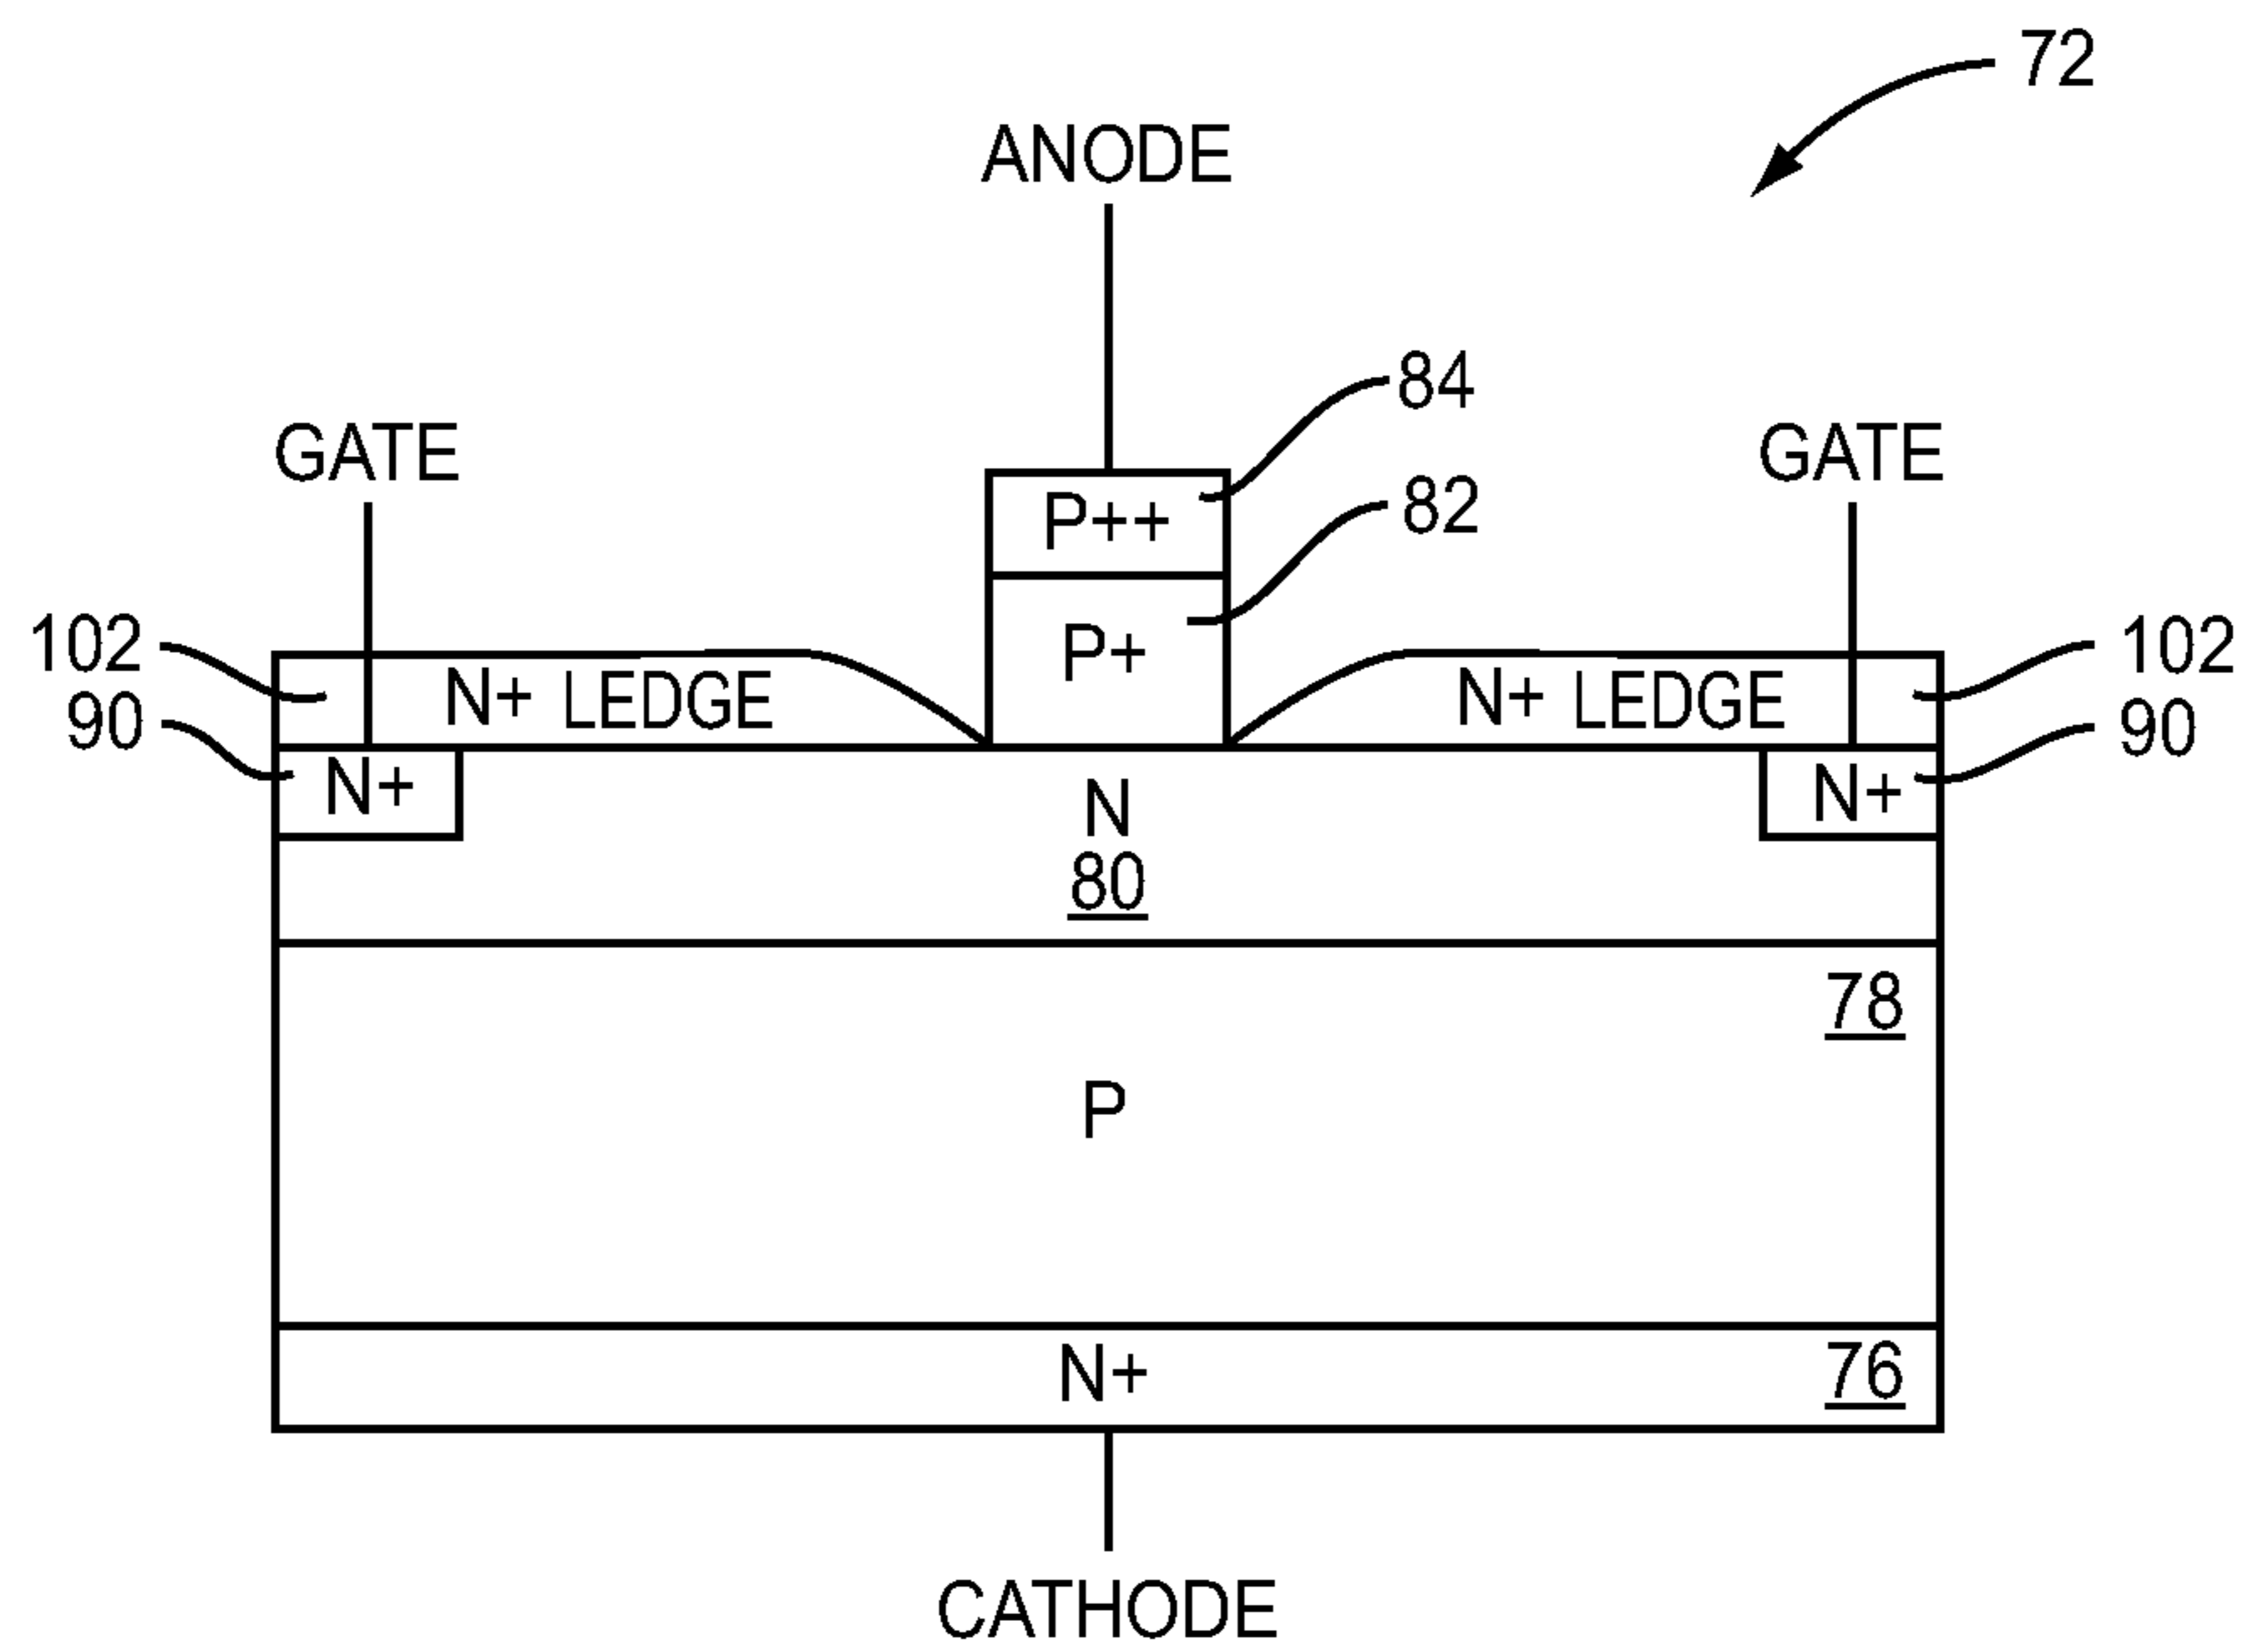 72
ANODE
84
GATE
GATE
P++
82
102
N+ LEDGE
P+
N+ LEDGE
102
90
N+
N
N+
90
80
78
P
N+
76
CATHODE